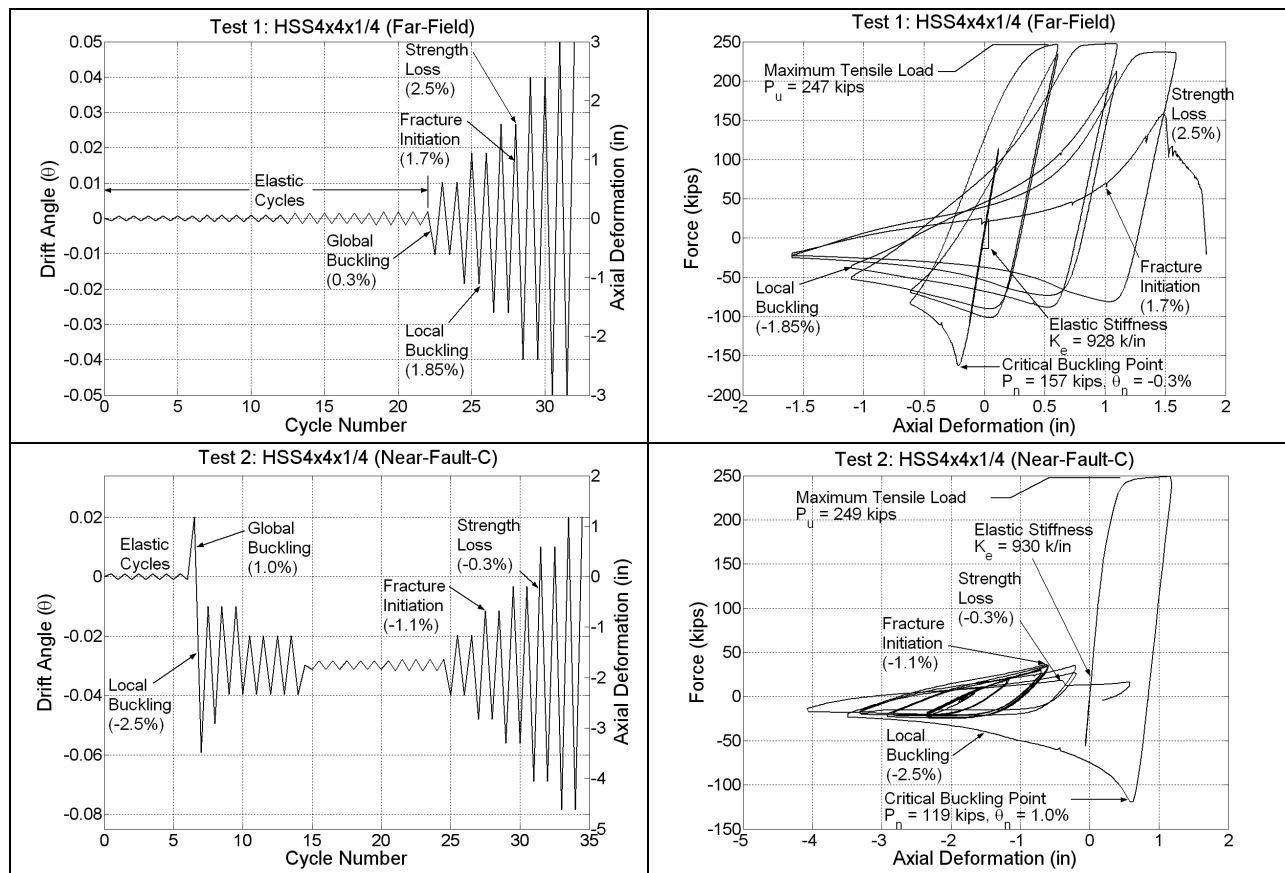 Test 1: HSS4x4x1/4 (Far-Field)
0.05
0.04
0.03
0.02
0.01
0
-0.01
-0.02
-0.03
-0.04
-0.05
Drift Angle (θ)
0
5
10
15
20
25
30
Cycle Number
3
2
1
0
-1
-2
-3
Axial Deformation (in)
Strength
Loss
(2.5%)
Fracture
Initiation
(1.7%)
Elastic
Cycles
Global
Buckling
(0.3%)
Local
Buckling
(1.85%)
Test 1: HSS4x4x1/4 (Far-Field)
250
200
150
100
50
0
-50
-100
-150
-200
Force (kips)
-2
-1.5
-1
-0.5
0
0.5
1
1.5
2
Axial Deformation (in)
Maximum Tensile Load
Pu = 247 kips
Strength
Loss
(2.5%)
Fracture
Initiation
(1.7%)
Local
Buckling
(-1.85%)
Elastic Stiffness
Ke = 928 k/in
Critical Buckling Point
Pn = 157 kips, θn = -0.3%
Test 2: HSS4x4x1/4 (Near-Fault-C)
0.02
0
-0.02
-0.04
-0.06
-0.08
Drift Angle (θ)
0
5
10
15
20
25
30
35
Cycle Number
2
1
0
-1
-2
-3
-4
-5
Axial Deformation (in)
Elastic
Cycles
Global
Buckling
(1.0%)
Local
Buckling
(-2.5%)
Strength
Loss
(-0.3%)
Fracture
Initiation
(-1.1%)
Test 2: HSS4x4x1/4 (Near-Fault-C)
250
200
150
100
50
0
-50
-100
-150
Force (kips)
-5
-4
-3
-2
-1
0
1
2
Axial Deformation (in)
Maximum Tensile Load
Pu = 249 kips
Elastic Stiffness
Ke = 930 k/in
Strength
Loss
(-0.3%)
Fracture
Initiation
(-1.1%)
Local
Buckling
(-2.5%)
Critical Buckling Point
Pn = 119 kips, θn = 1.0%